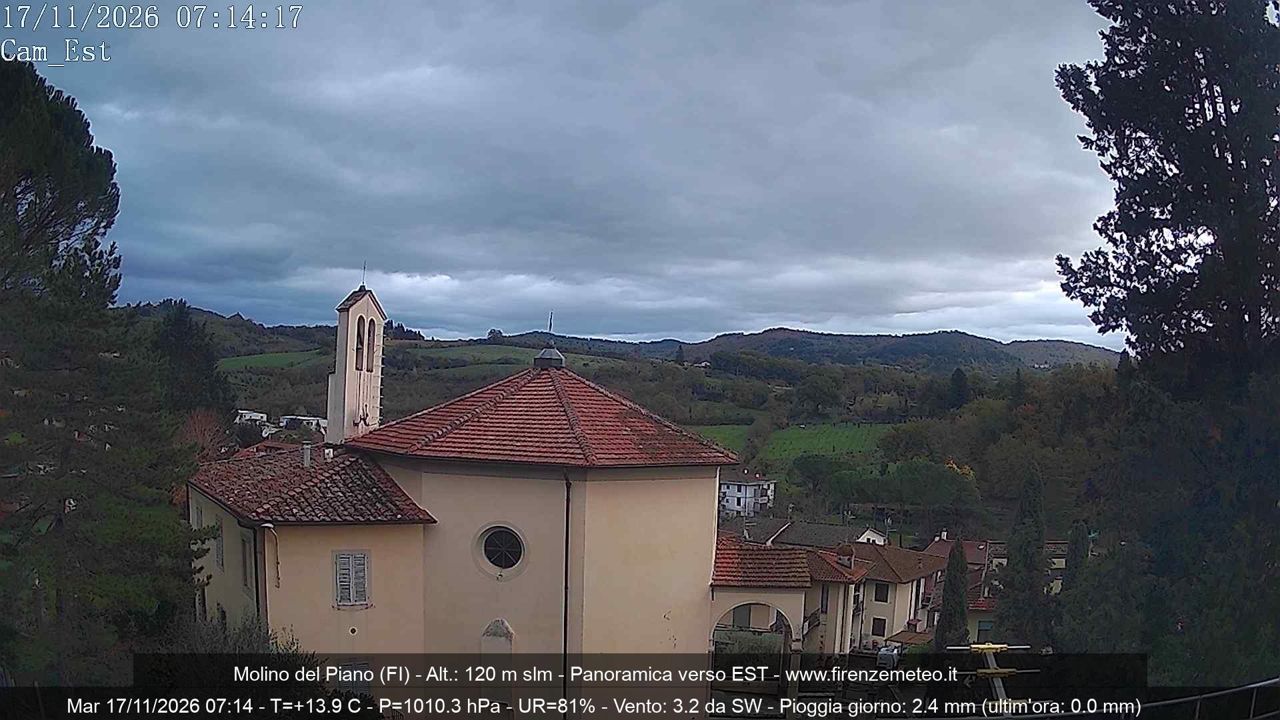 17/11/2026 07:14:17
Cam_Est
Molino del Piano (FI) - Alt.: 120 m slm - Panoramica verso EST - www.firenzemeteo.it
Mar 17/11/2026 07:14 - T=+13.9 C - P=1010.3 hPa - UR=81% - Vento: 3.2 da SW - Pioggia giorno: 2.4 mm (ultim'ora: 0.0 mm)